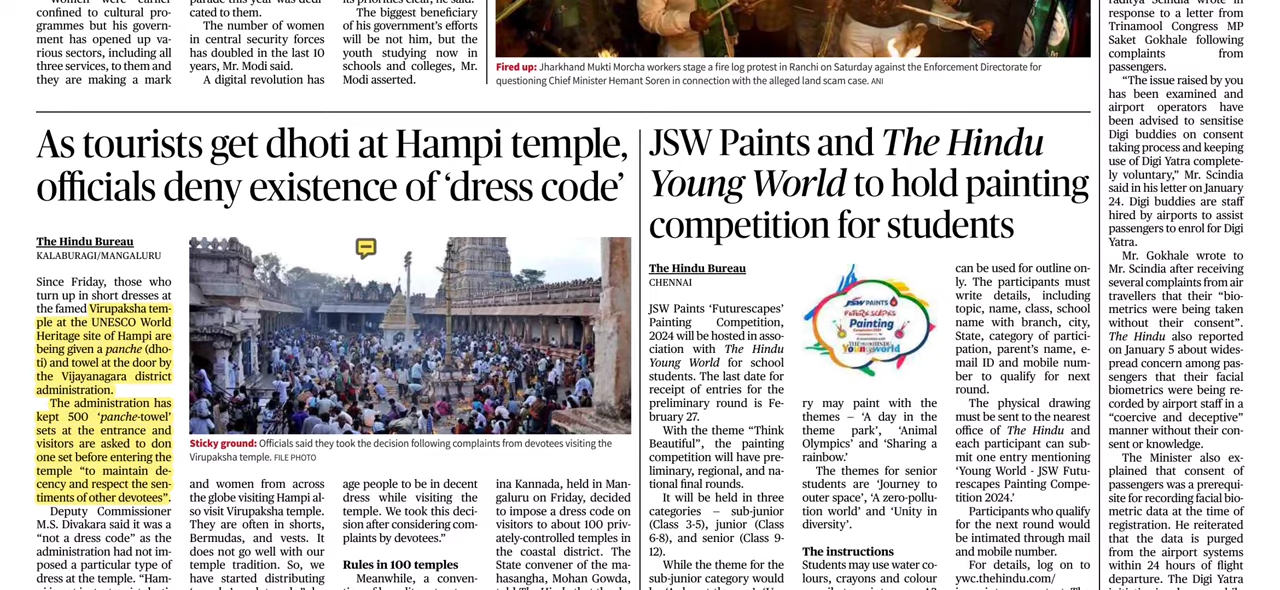 Women were earlier
confined to cultural pro-
grammes but his govern-
ment has opened up va-
rious sectors, including all
three services, to them and
they are making a mark
parade this year was dedi-
cated to them.
The number of women
in central security forces
has doubled in the last 10
years, Mr. Modi said.
A digital revolution has
its priorities clear, he said.
The biggest beneficiary
of his government’s efforts
will be not him, but the
youth studying now in
schools and colleges, Mr.
Modi asserted.
Fired up: Jharkhand Mukti Morcha workers stage a fire log protest in Ranchi on Saturday against the Enforcement Directorate for
questioning Chief Minister Hemant Soren in connection with the alleged land scam case. ANI
As tourists get dhoti at Hampi temple,
officials deny existence of ‘dress code’
The Hindu Bureau
KALABURAGI/MANGALURU
Since Friday, those who
turn up in short dresses at
the famed Virupaksha tem-
ple at the UNESCO World
Heritage site of Hampi are
being given a panche (dho-
ti) and towel at the door by
the Vijayanagara district
administration.
The administration has
kept 500 ‘panche-towel’
sets at the entrance and
visitors are asked to don
one set before entering the
temple “to maintain de-
cency and respect the sen-
timents of other devotees”.
Deputy Commissioner
M.S. Divakara said it was a
“not a dress code” as the
administration had not im-
posed a particular type of
dress at the temple. “Ham-
Sticky ground: Officials said they took the decision following complaints from devotees visiting the
Virupaksha temple. FILE PHOTO
and women from across
the globe visiting Hampi al-
so visit Virupaksha temple.
They are often in shorts,
Bermudas, and vests. It
does not go well with our
temple tradition. So, we
have started distributing
age people to be in decent
dress while visiting the
temple. We took this deci-
sion after considering com-
plaints by devotees.”
Rules in 100 temples
Meanwhile, a conven-
ina Kannada, held in Man-
galuru on Friday, decided
to impose a dress code on
visitors to about 100 priv-
ately-controlled temples in
the coastal district. The
State convener of the ma-
hasangha, Mohan Gowda,
JSW Paints and The Hindu
Young World to hold painting
competition for students
The Hindu Bureau
CHENNAI
JSW Paints ‘Futurescapes’
Painting Competition,
2024 will be hosted in asso-
ciation with The Hindu
Young World for school
students. The last date for
receipt of entries for the
preliminary round is Fe-
bruary 27.
With the theme “Think
Beautiful”, the painting
competition will have pre-
liminary, regional, and na-
tional final rounds.
It will be held in three
categories – sub-junior
(Class 3-5), junior (Class
6-8), and senior (Class 9-
12).
While the theme for the
sub-junior category would
JSW PAINTS
FUTURESCAPES
Painting
THE HINDU
Young world
ry may paint with the
themes – ‘A day in the
theme park’, ‘Animal
Olympics’ and ‘Sharing a
rainbow.’
The themes for senior
students are ‘Journey to
outer space’, ‘A zero-pollu-
tion world’ and ‘Unity in
diversity’.
The instructions
Students may use water co-
lours, crayons and colour
can be used for outline on-
ly. The participants must
write details, including
topic, name, class, school
name with branch, city,
State, category of partici-
pation, parent’s name, e-
mail ID and mobile num-
ber to qualify for next
round.
The physical drawing
must be sent to the nearest
office of The Hindu and
each participant can sub-
mit one entry mentioning
‘Young World - JSW Futu-
rescapes Painting Compe-
tition 2024.’
Participants who qualify
for the next round would
be intimated through mail
and mobile number.
For details, log on to
ywc.thehindu.com/
raditya Scindia wrote in
response to a letter from
Trinamool Congress MP
Saket Gokhale following
complaints from
passengers.
“The issue raised by you
has been examined and
airport operators have
been advised to sensitise
Digi buddies on consent
taking process and keeping
use of Digi Yatra complete-
ly voluntary,” Mr. Scindia
said in his letter on January
24. Digi buddies are staff
hired by airports to assist
passengers to enrol for Digi
Yatra.
Mr. Gokhale wrote to
Mr. Scindia after receiving
several complaints from air
travellers that their “bio-
metrics were being taken
without their consent”.
The Hindu also reported
on January 5 about wides-
pread concern among pas-
sengers that their facial
biometrics were being re-
corded by airport staff in a
“coercive and deceptive”
manner without their con-
sent or knowledge.
The Minister also ex-
plained that consent of
passengers was a prerequi-
site for recording facial bio-
metric data at the time of
registration. He reiterated
that the data is purged
from the airport systems
within 24 hours of flight
departure. The Digi Yatra